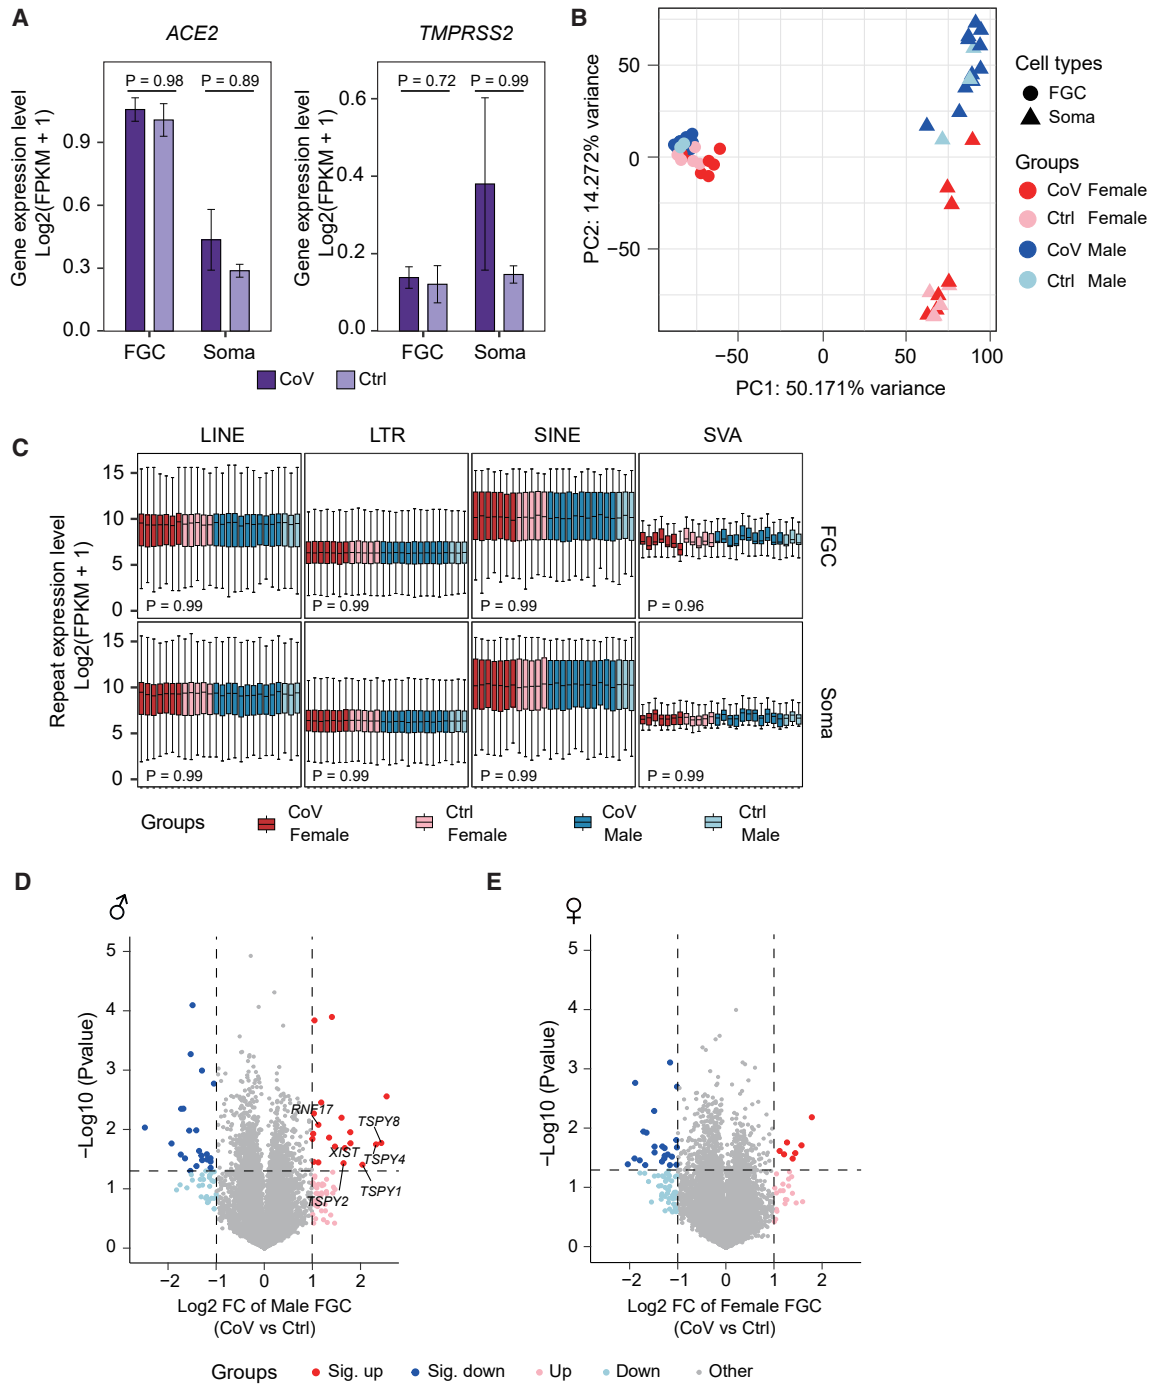 A
ACE2
TMPRSS2
Gene expression level
Log2(FPKM + 1)
P = 0.98
P = 0.89
0.9
0.6
0.3
0.0
FGC
Soma
Gene expression level
Log2(FPKM + 1)
P = 0.72
P = 0.99
0.6
0.4
0.2
0.0
FGC
Soma
CoV
Ctrl
B
PC2: 14.272% variance
50
0
−50
−50
0
50
100
PC1: 50.171% variance
Cell types
FGC
Soma
Groups
CoV Female
Ctrl Female
CoV Male
Ctrl Male
C
LINE
LTR
SINE
SVA
Repeat expression level
Log2(FPKM + 1)
15
10
5
0
P = 0.99
P = 0.99
P = 0.99
P = 0.96
FGC
15
10
5
0
P = 0.99
P = 0.99
P = 0.99
P = 0.99
Soma
Groups
CoV
Female
Ctrl
Female
CoV
Male
Ctrl
Male
D
♂
−Log10 (Pvalue)
5
4
3
2
1
0
RNF17
TSPY8
XIST
TSPY4
TSPY2
TSPY1
−2
−1
0
1
2
Log2 FC of Male FGC
(CoV vs Ctrl)
E
♀
−Log10 (Pvalue)
5
4
3
2
1
0
−2
−1
0
1
2
Log2 FC of Female FGC
(CoV vs Ctrl)
Groups
Sig. up
Sig. down
Up
Down
Other